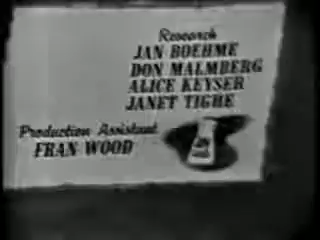 Research
JAN BOEHME
DON MALMBERG
ALICE KEYSER
JANET TIGHE
Production Assistant
FRAN WOOD